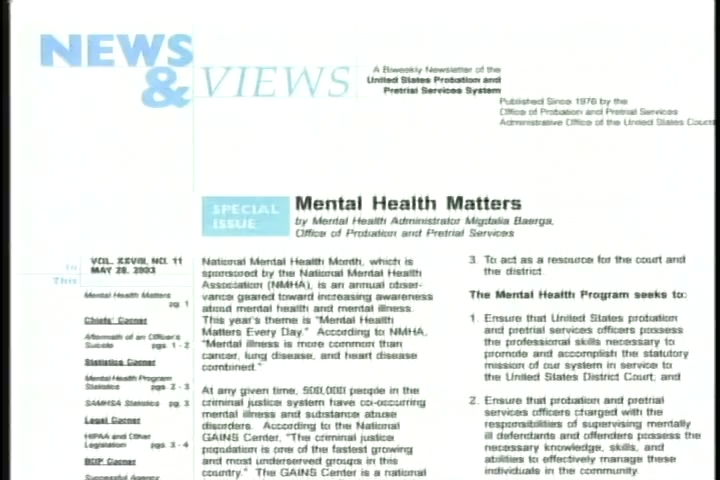 NEWS
& VIEWS
A Biweekly Newsletter of the
United States Probation and
Pretrial Services System
Published Since 1976 by the
Office of Probation and Pretrial Services
Administrative Office of the United States Court
SPECIAL
ISSUE
Mental Health Matters
by Mental Health Administrator Migdalia Baerga,
Office of Probation and Pretrial Services
In
This
VOL. XXVIII, NO. 11
MAY 26, 2003
Mental Health Matters
pg. 1
Chiefs' Corner
Aftermath of an Officer's
Suicide pgs. 1 - 2
Statistics Corner
Mental Health Program
Statistics pgs. 2 - 3
SAMHSA Statistics pg. 3
Legal Corner
HIPAA and Other
Legislation pgs. 3 - 4
BOP Corner
Successful Agency
National Mental Health Month, which is
sponsored by the National Mental Health
Association (NMHA), is an annual obser-
vance geared toward increasing awareness
about mental health and mental illness.
This year's theme is "Mental Health
Matters Every Day." According to NMHA,
"Mental illness is more common than
cancer, lung disease, and heart disease
combined."
At any given time, 500,000 people in the
criminal justice system have co-occurring
mental illness and substance abuse
disorders. According to the National
GAINS Center, "The criminal justice
population is one of the fastest growing
and most underserved groups in this
country." The GAINS Center is a national
3. To act as a resource for the court and
the district.
The Mental Health Program seeks to:
1. Ensure that United States probation
and pretrial services officers possess
the professional skills necessary to
promote and accomplish the statutory
mission of our system in service to
the United States District Court; and
2. Ensure that probation and pretrial
services officers charged with the
responsibilities of supervising mentally
ill defendants and offenders possess the
necessary knowledge, skills, and
abilities to effectively manage these
individuals in the community.